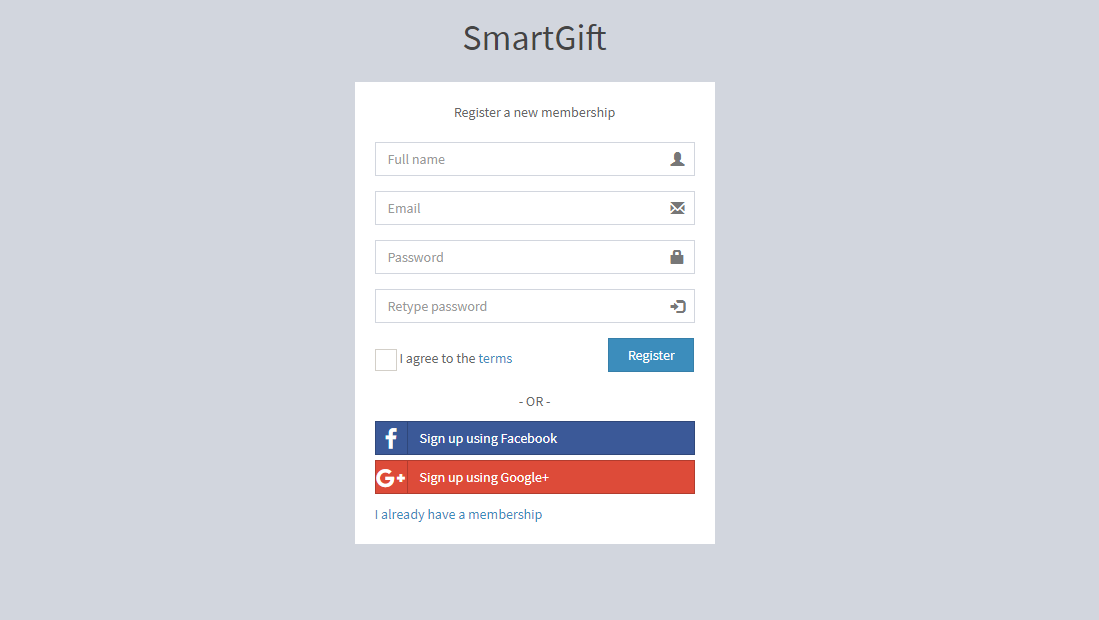 SmartGift
Register a new membership
Full name
Email
Password
Retype password
I agree to the terms
Register
- OR -
Sign up using Facebook
Sign up using Google+
I already have a membership